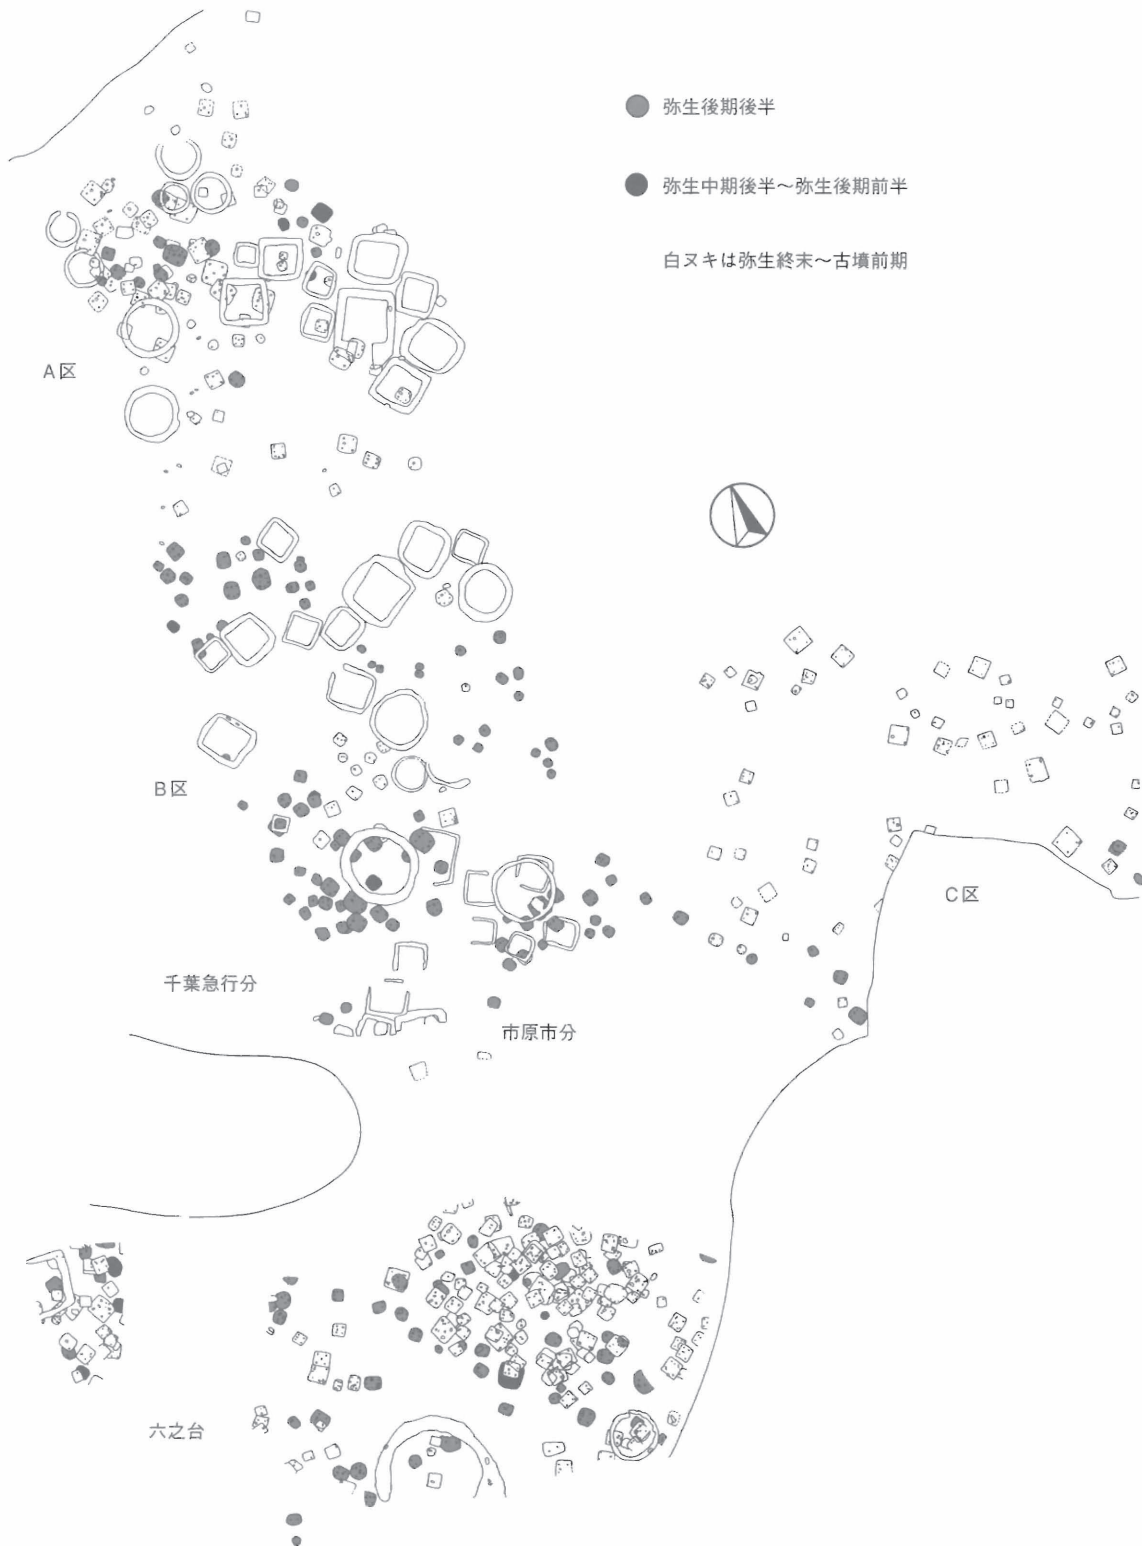 弥生後期後半
弥生中期後半～弥生後期前半
白ヌキは弥生終末～古墳前期
A区
B区
C区
千葉急行分
市原市分
六之台